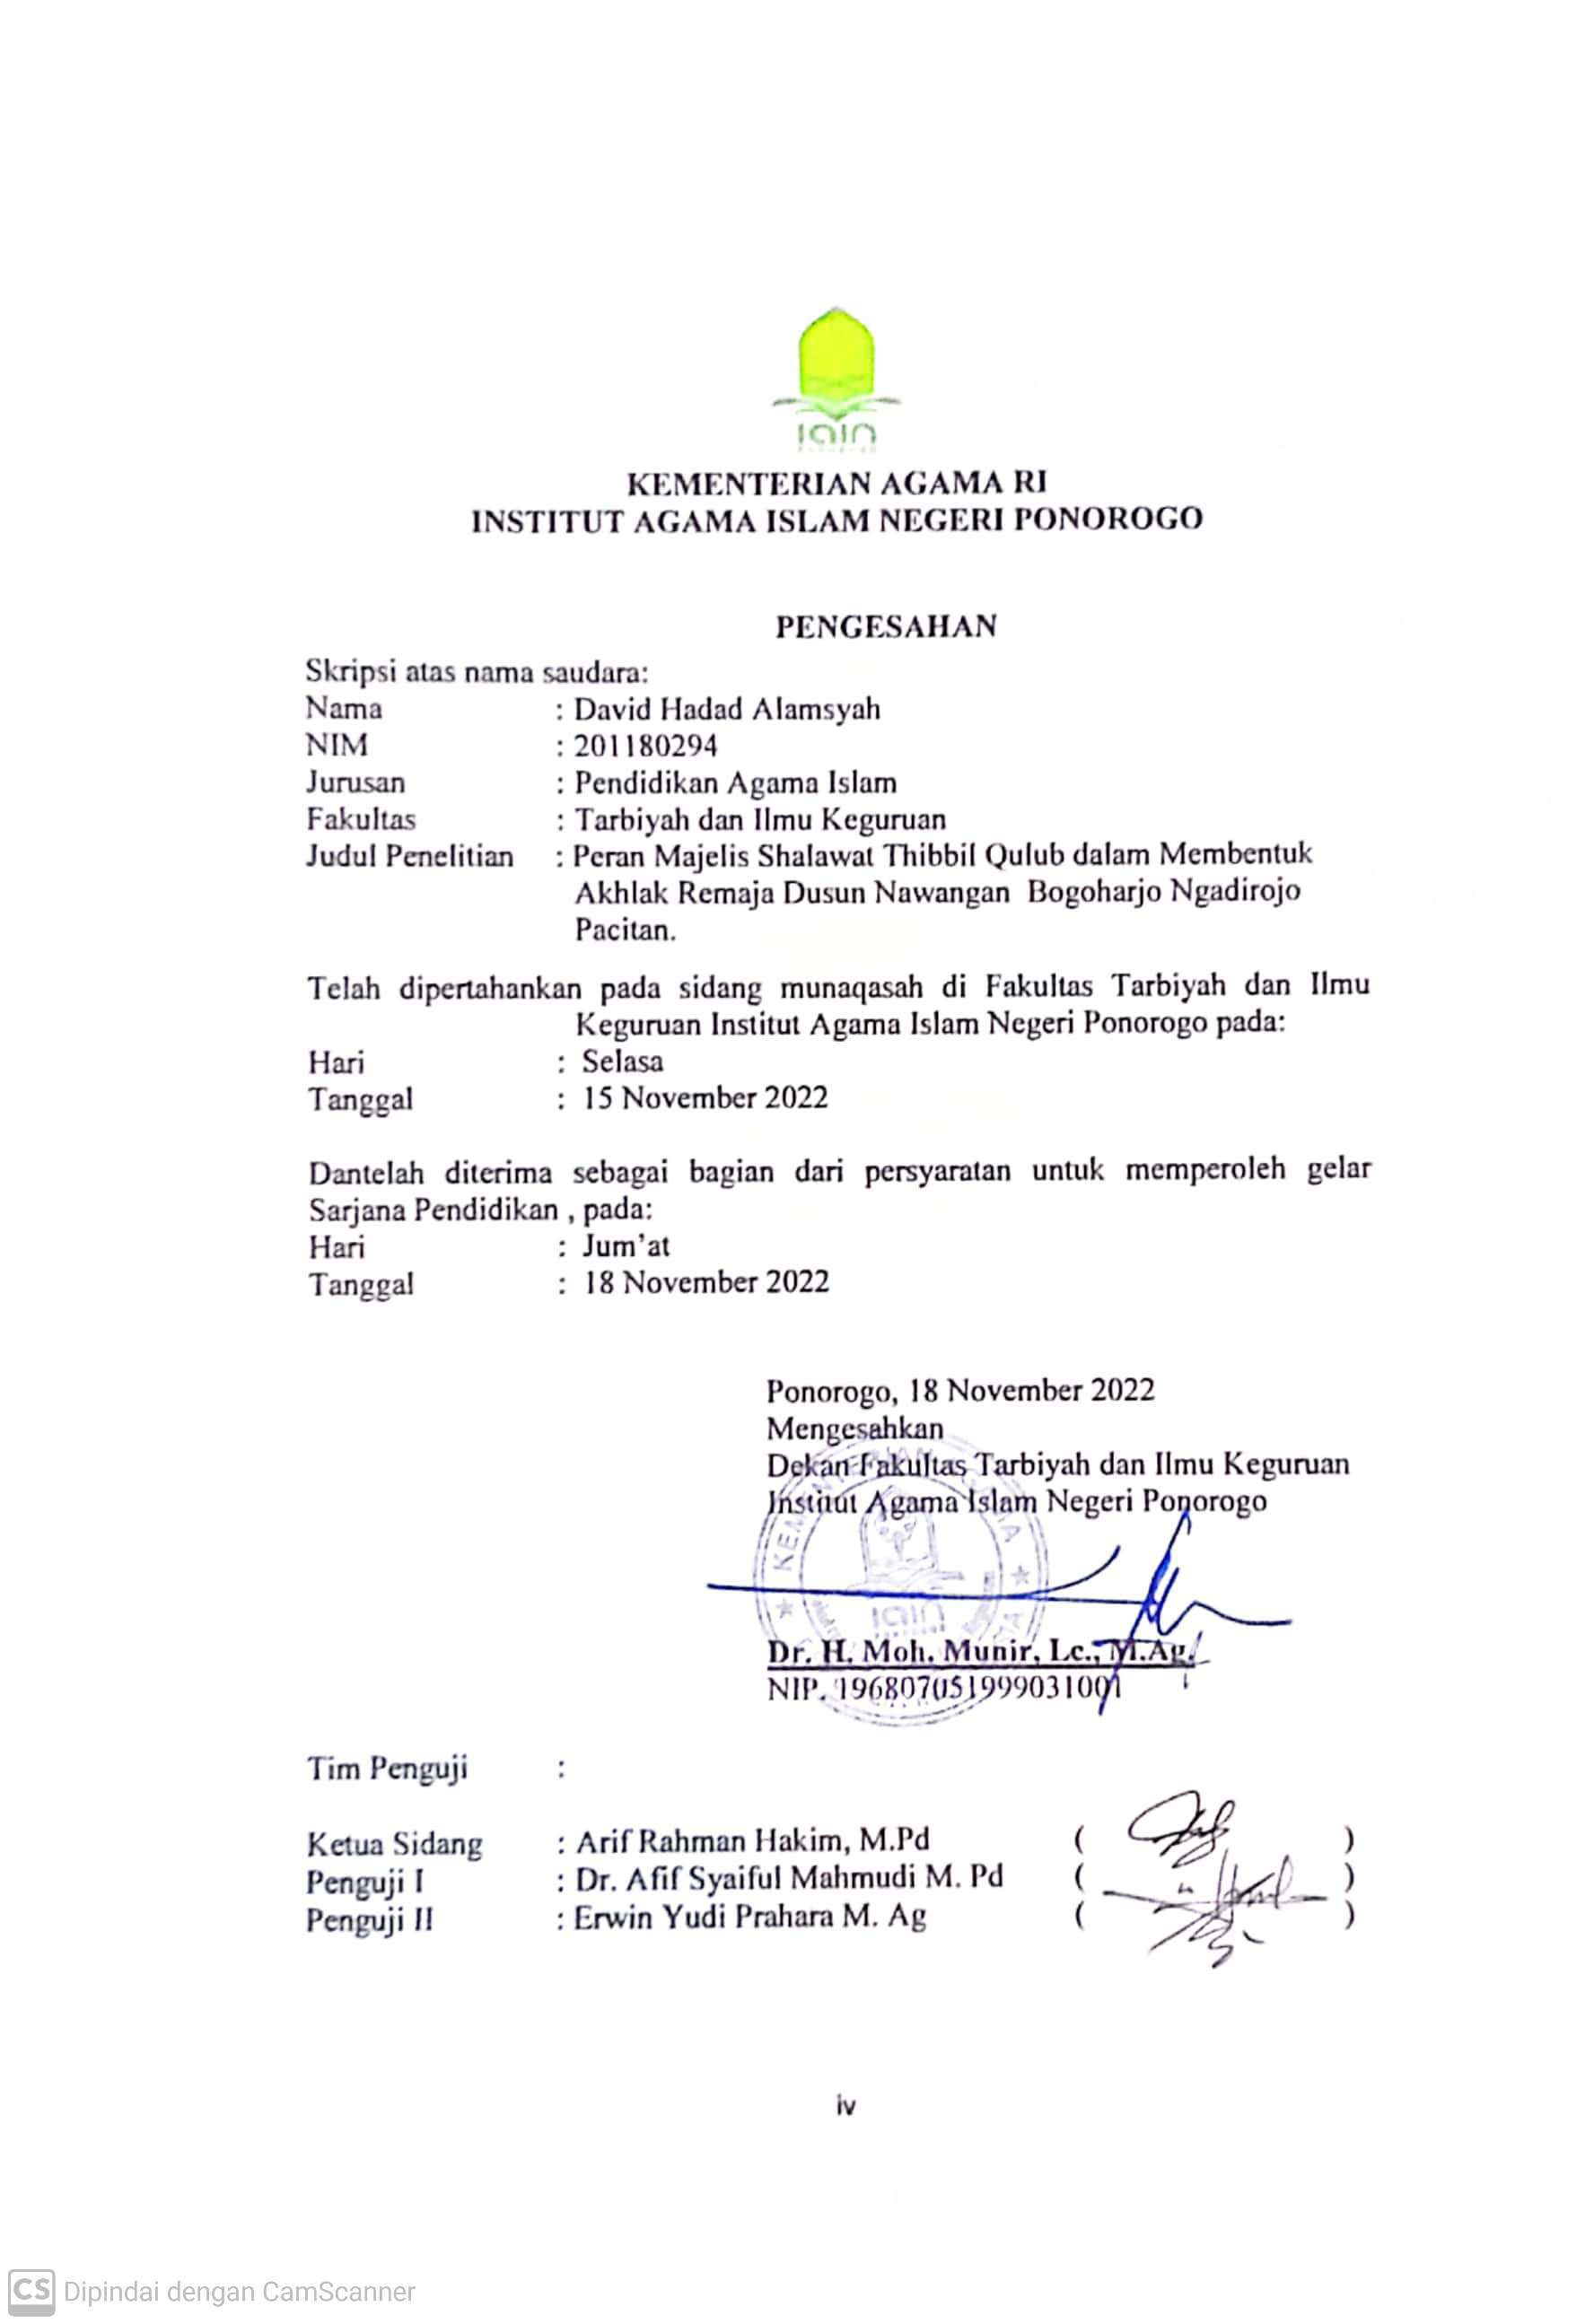 iain
KEMENTERIAN AGAMA RI
INSTITUT AGAMA ISLAM NEGERI PONOROGO
PENGESAHAN
Skripsi atas nama saudara:
Nama : David Hadad Alamsyah
NIM : 201180294
Jurusan : Pendidikan Agama Islam
Fakultas : Tarbiyah dan Ilmu Keguruan
Judul Penelitian : Peran Majelis Shalawat Thibbil Qulub dalam Membentuk
Akhlak Remaja Dusun Nawangan Bogoharjo Ngadirojo
Pacitan.
Telah dipertahankan pada sidang munaqasah di Fakultas Tarbiyah dan Ilmu
Keguruan Institut Agama Islam Negeri Ponorogo pada:
Hari : Selasa
Tanggal : 15 November 2022
Dantelah diterima sebagai bagian dari persyaratan untuk memperoleh gelar
Sarjana Pendidikan , pada:
Hari : Jum'at
Tanggal : 18 November 2022
Ponorogo, 18 November 2022
Mengesahkan
Dekan Fakultas Tarbiyah dan Ilmu Keguruan
Institut Agama Islam Negeri Ponorogo
KEMENTERIAN AGAMA
iain
Dr. H. Moh. Munir, Lc., M.Ag.
NIP. 196807051999031001
Tim Penguji :
Ketua Sidang : Arif Rahman Hakim, M.Pd ( )
Penguji I : Dr. Afif Syaiful Mahmudi M. Pd ( )
Penguji II : Erwin Yudi Prahara M. Ag ( )
iv
CS Dipindai dengan CamScanner